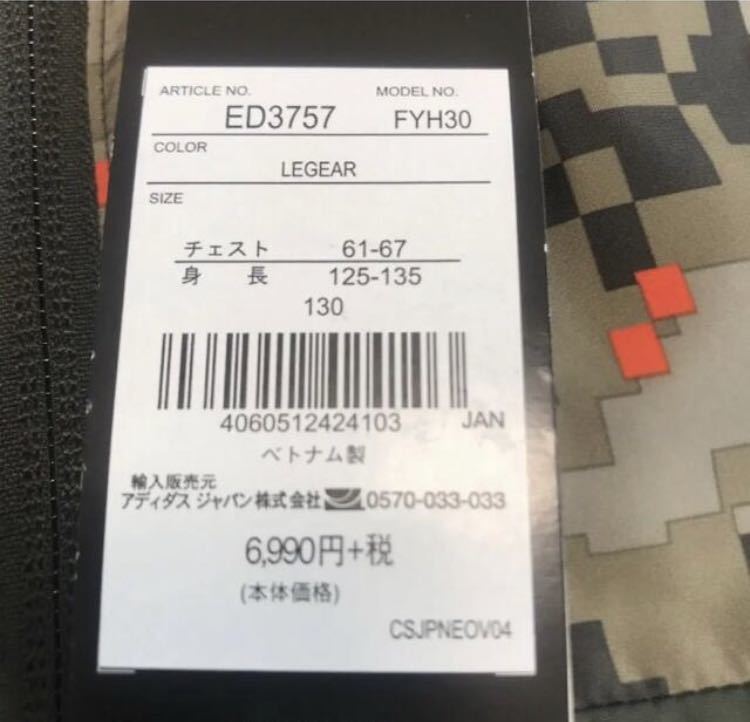 ARTICLE NO. MODEL NO.
ED3757 FYH30
COLOR
LEGEAR
SIZE
チェスト 61-67
身 長 125-135
130
4060512424103 JAN
ベトナム製
輸入販売元
アディダス ジャパン株式会社 0570-033-033
6,990円+税
(本体価格)
CSJPNEOV04